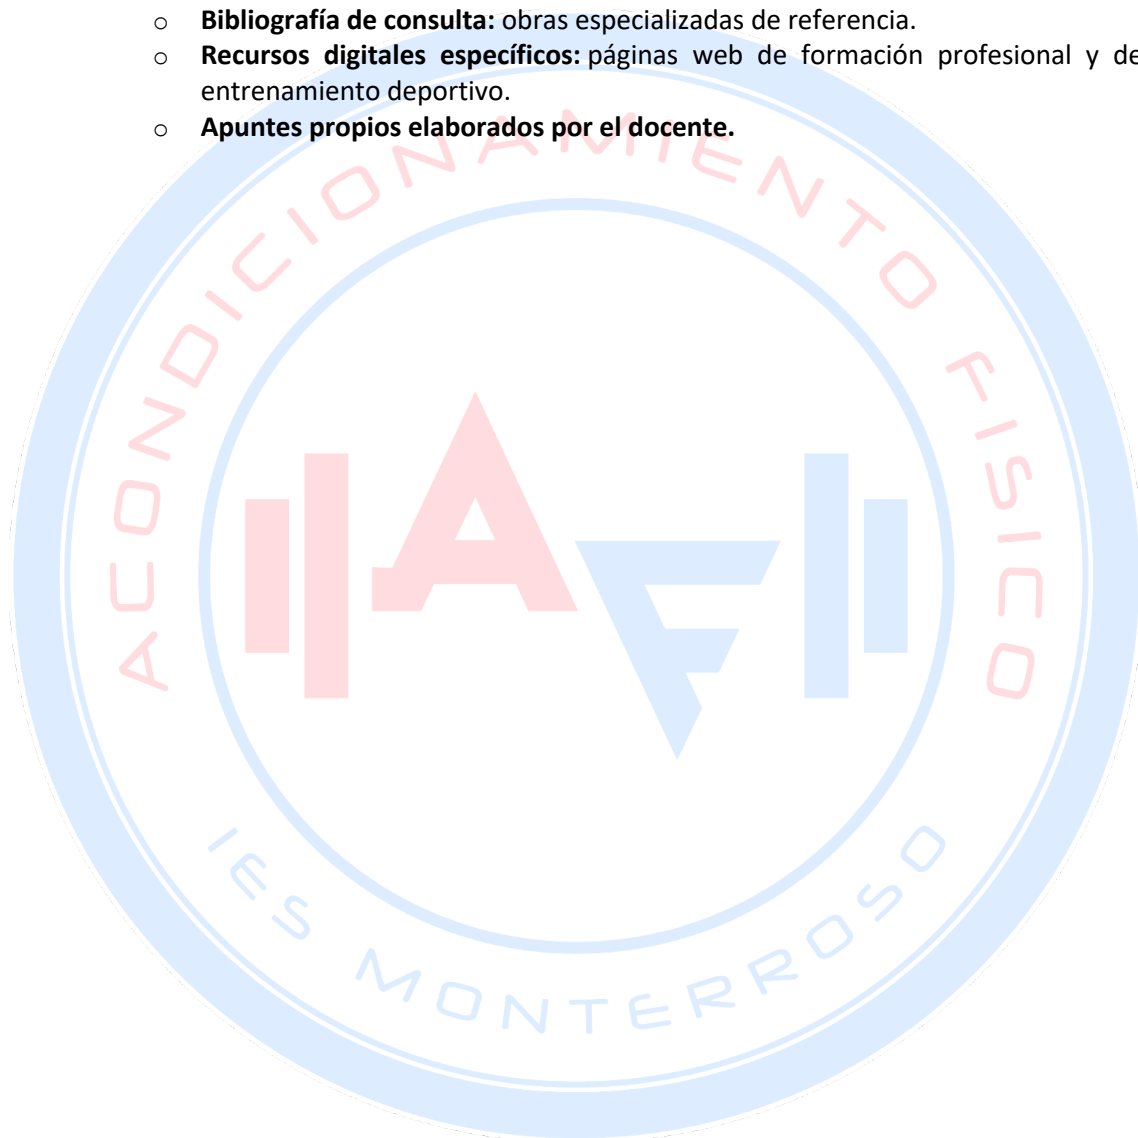 o Bibliografía de consulta: obras especializadas de referencia.
o Recursos digitales específicos: páginas web de formación profesional y de
entrenamiento deportivo.
o Apuntes propios elaborados por el docente.
ACONDICIONAMIENTO FISICO
AF
IES MONTERROSO